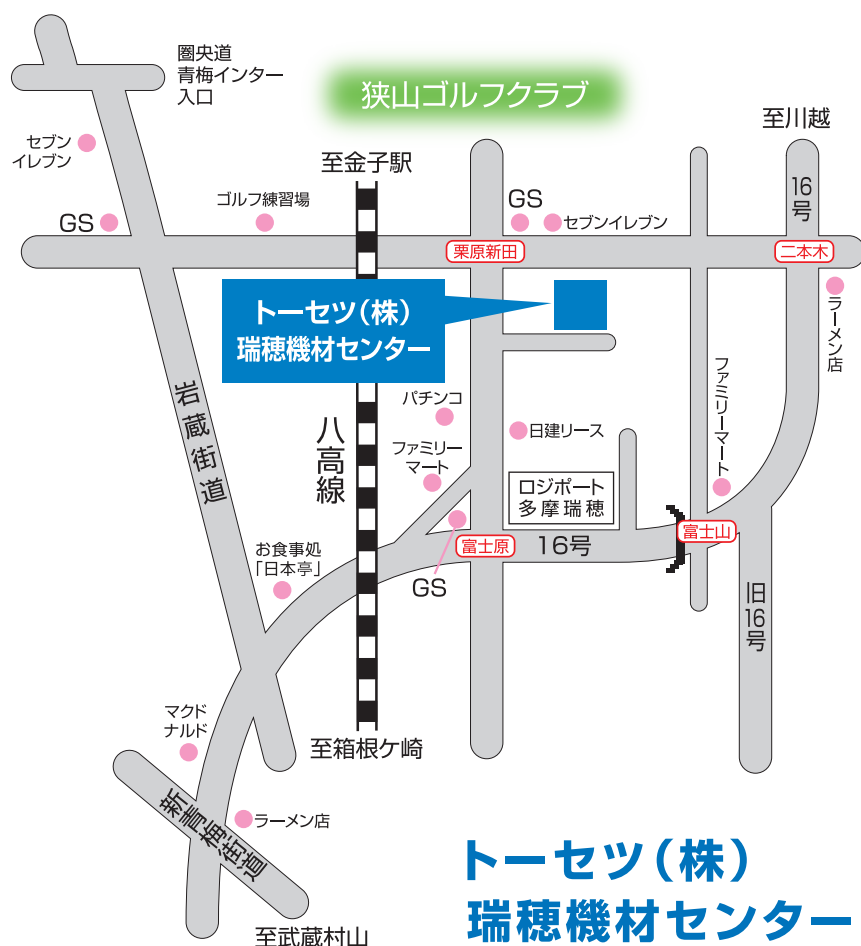 圏央道
青梅インター
入口
狭山ゴルフクラブ
至川越
セブン
イレブン
至金子駅
16号
GS
ゴルフ練習場
GS
セブンイレブン
栗原新田
二本木
トーセツ(株)
瑞穂機材センター
ラーメン店
岩蔵街道
八高線
パチンコ
ファミリー
マート
日建リース
ファミリーマート
ロジポート
多摩瑞穂
富士原
16号
富士山
お食事処
「日本亭」
GS
旧16号
マクド
ナルド
至箱根ケ崎
新青梅街道
ラーメン店
至武蔵村山
トーセツ(株)
瑞穂機材センター